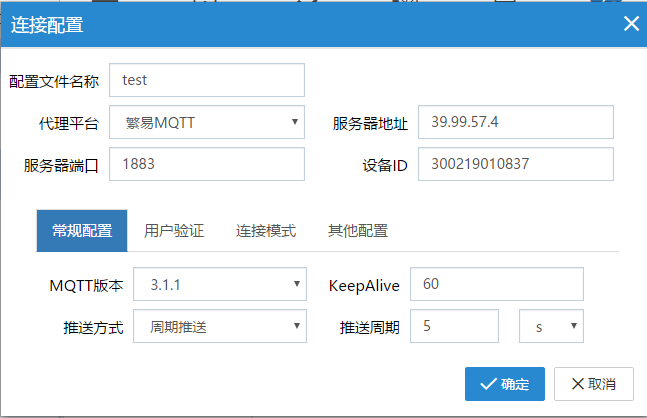 连接配置
配置文件名称 test
代理平台 繁易MQTT 服务器地址 39.99.57.4
服务器端口 1883 设备ID 300219010837
常规配置 用户验证 连接模式 其他配置
MQTT版本 3.1.1 KeepAlive 60
推送方式 周期推送 推送周期 5 s
确定 取消